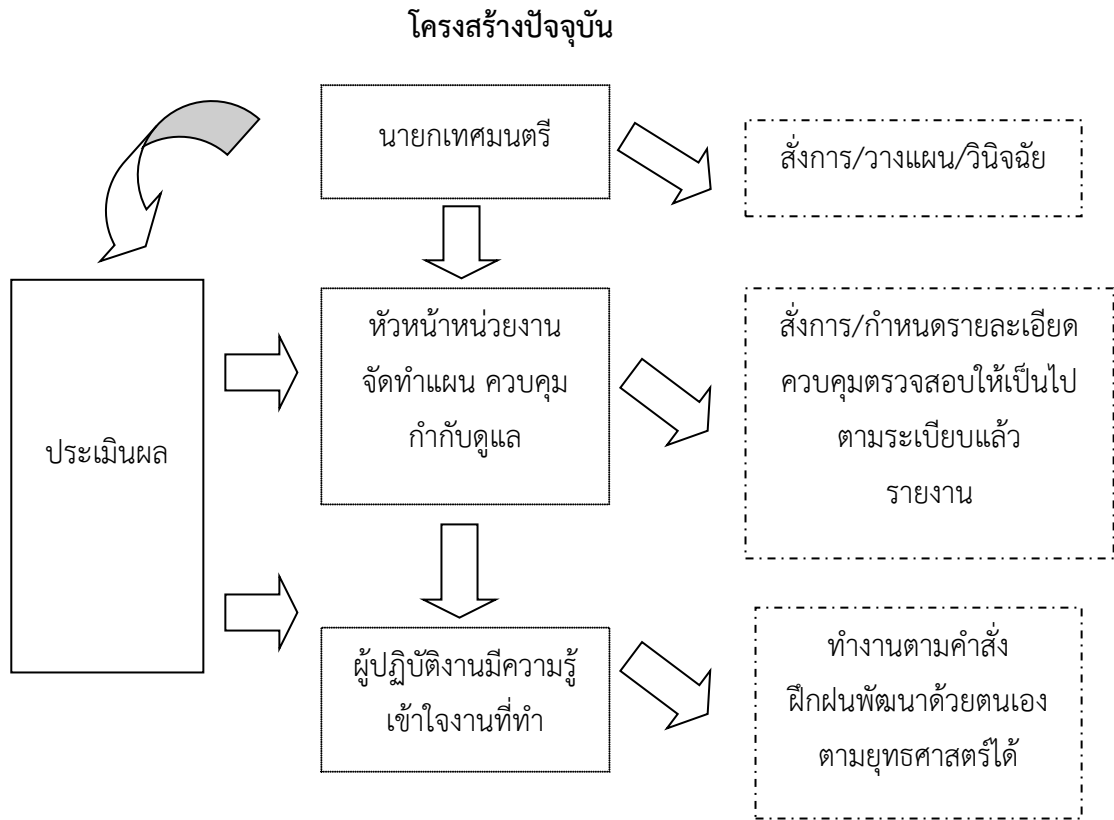 โครงสร้างปัจจุบัน
นายกเทศมนตรี
สั่งการ/วางแผน/วินิจฉัย
หัวหน้าหน่วยงาน
จัดทำแผน ควบคุม
กำกับดูแล
สั่งการ/กำหนดรายละเอียด
ควบคุมตรวจสอบให้เป็นไป
ตามระเบียบแล้ว
รายงาน
ประเมินผล
ผู้ปฏิบัติงานมีความรู้
เข้าใจงานที่ทำ
ทำงานตามคำสั่ง
ฝึกฝนพัฒนาด้วยตนเอง
ตามยุทธศาสตร์ได้